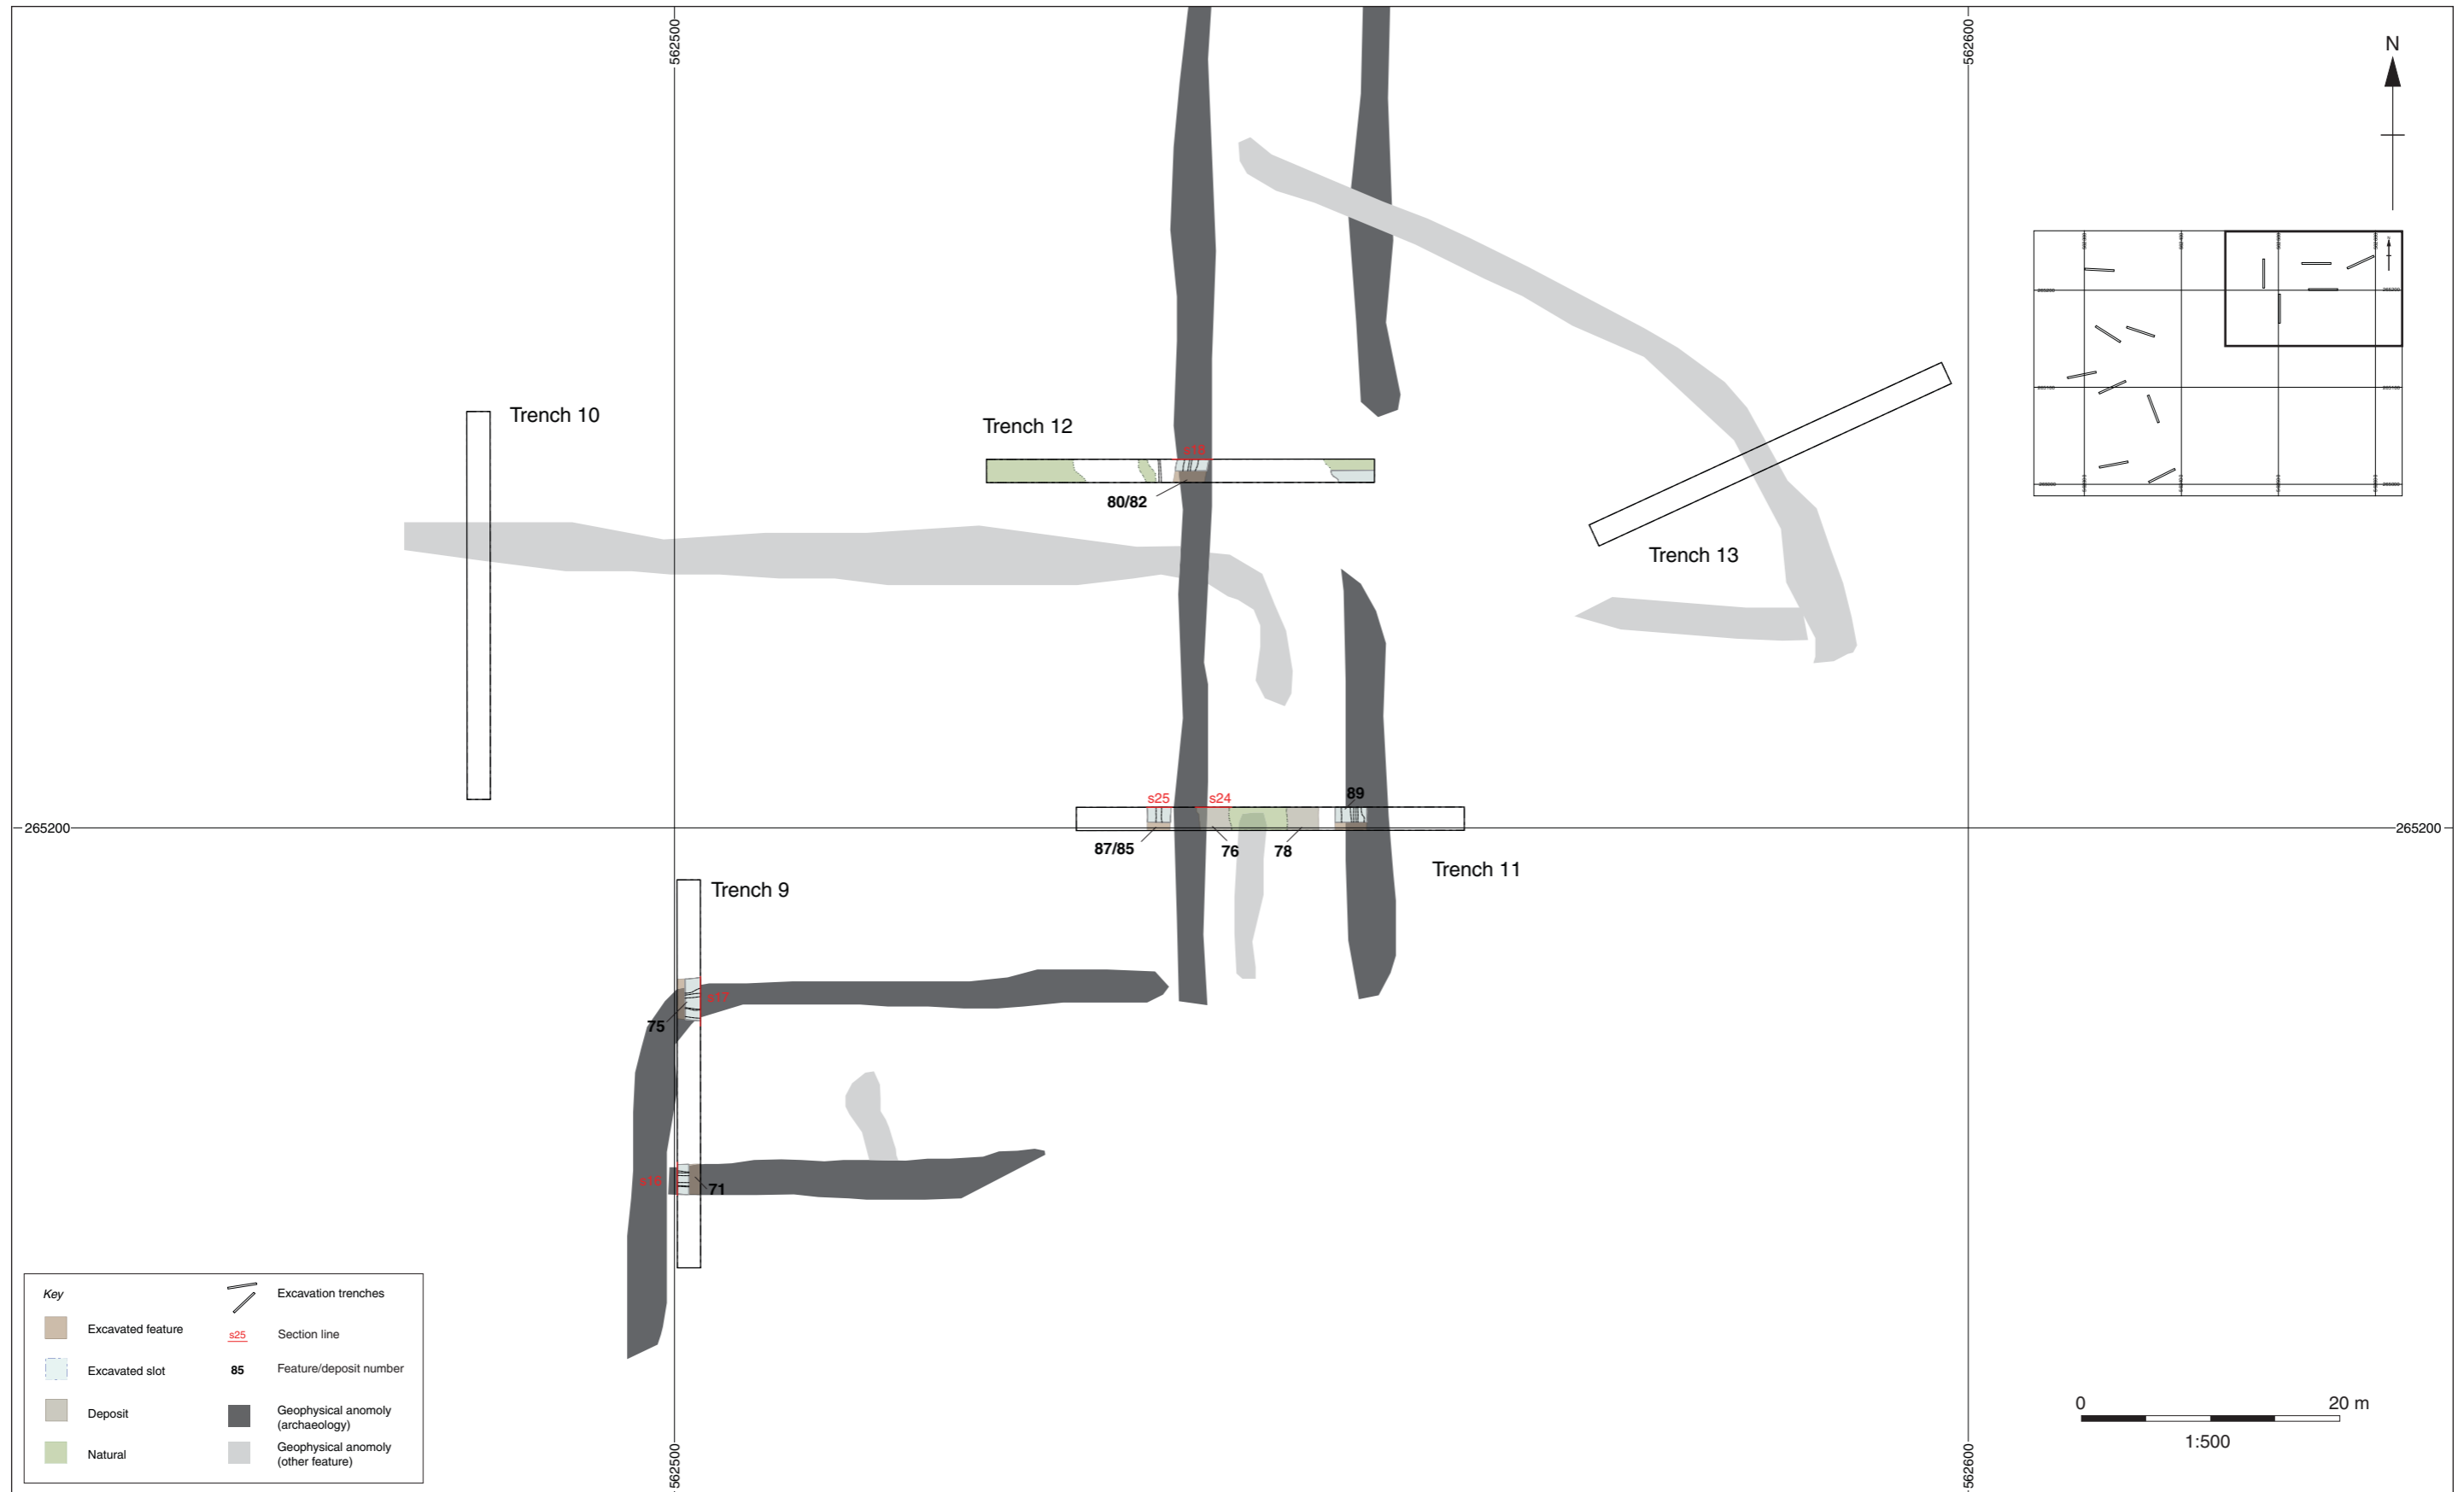 562500
562600
N
Trench 10
Trench 12
80/82
Trench 13
s25
s24
89
265200
265200
87/85
76
78
Trench 11
Trench 9
s17
75
71
Key
Excavated feature
Excavated slot
Deposit
Natural
Excavation trenches
s25
Section line
85
Feature/deposit number
Geophysical anomoly
(archaeology)
Geophysical anomoly
(other feature)
562500
562600
0
20 m
1:500